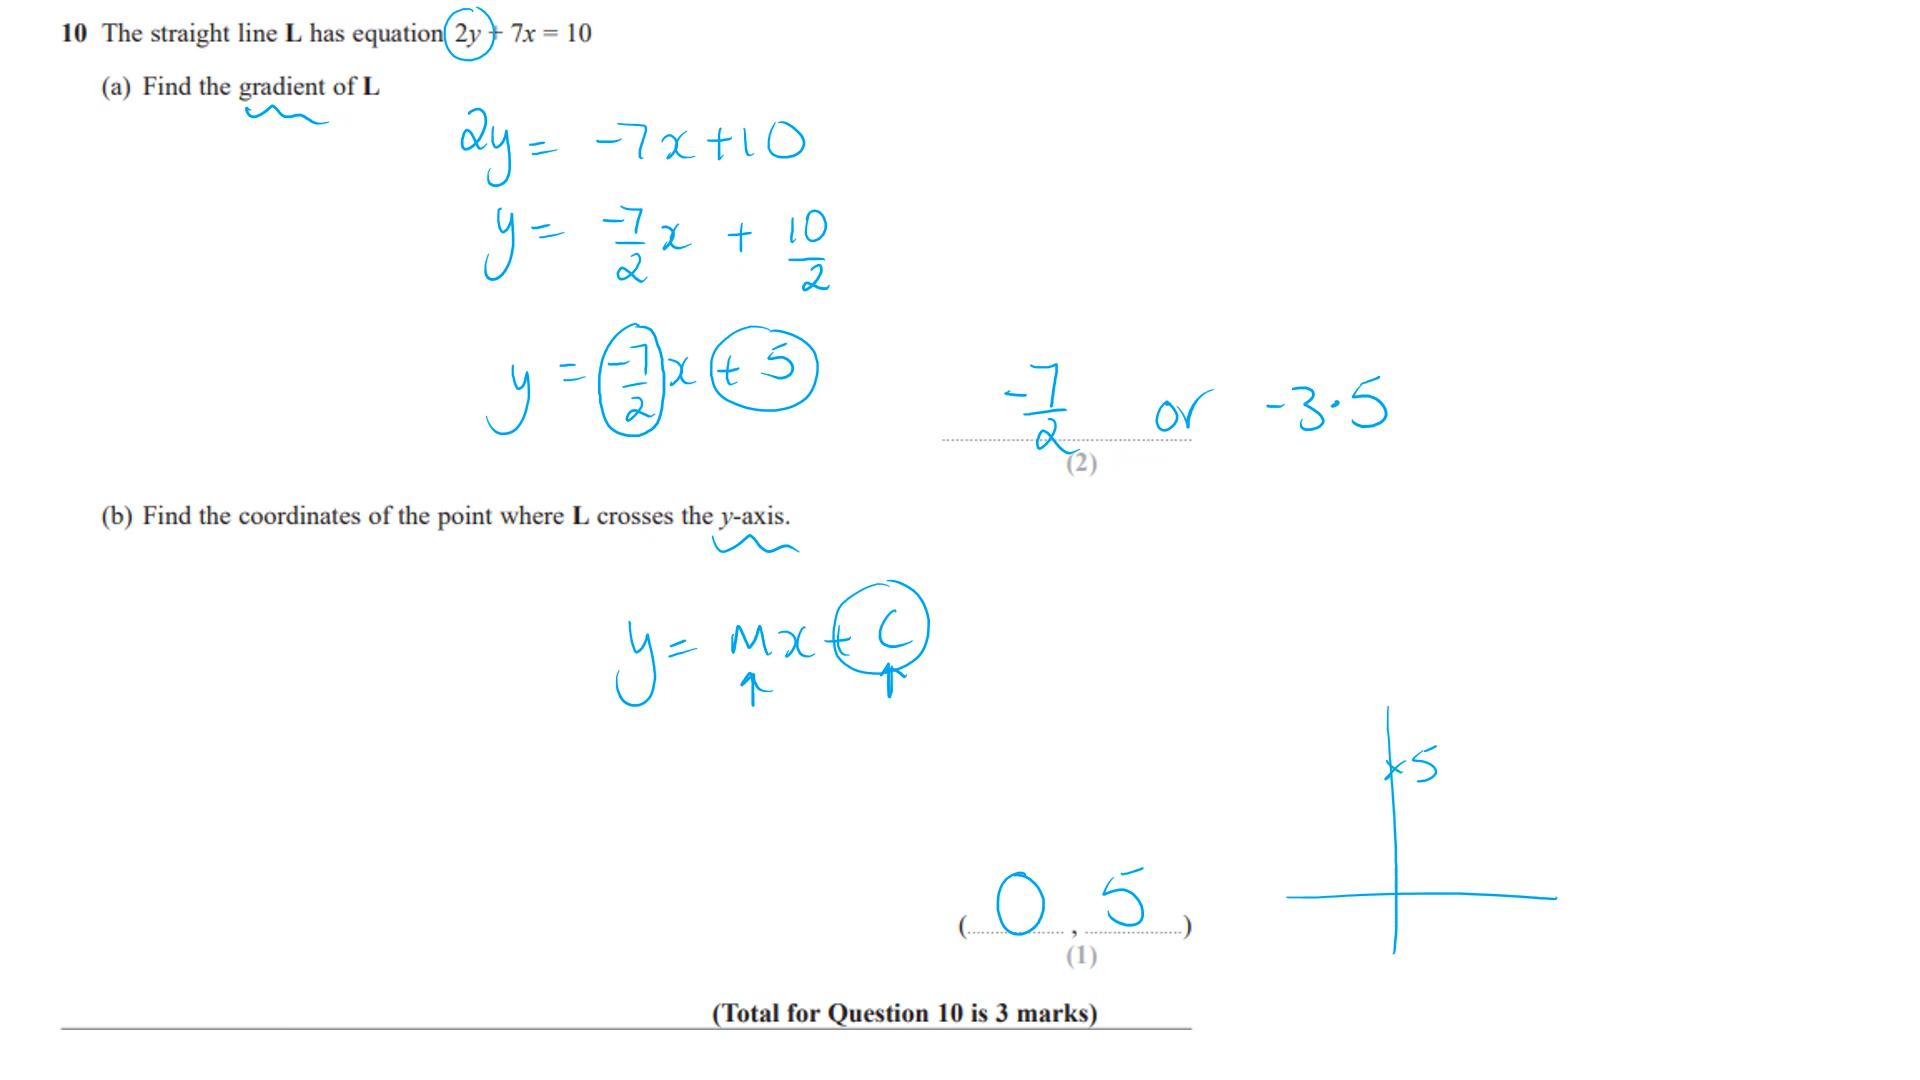 10 The straight line L has equation 2y + 7x = 10
(a) Find the gradient of L
2y = -7x + 10
y = -7/2 x + 10/2
y = -7/2 x + 5
-7/2 or -3.5
(2)
(b) Find the coordinates of the point where L crosses the y-axis.
y = mx + c
5
(0 , 5)
(1)
(Total for Question 10 is 3 marks)